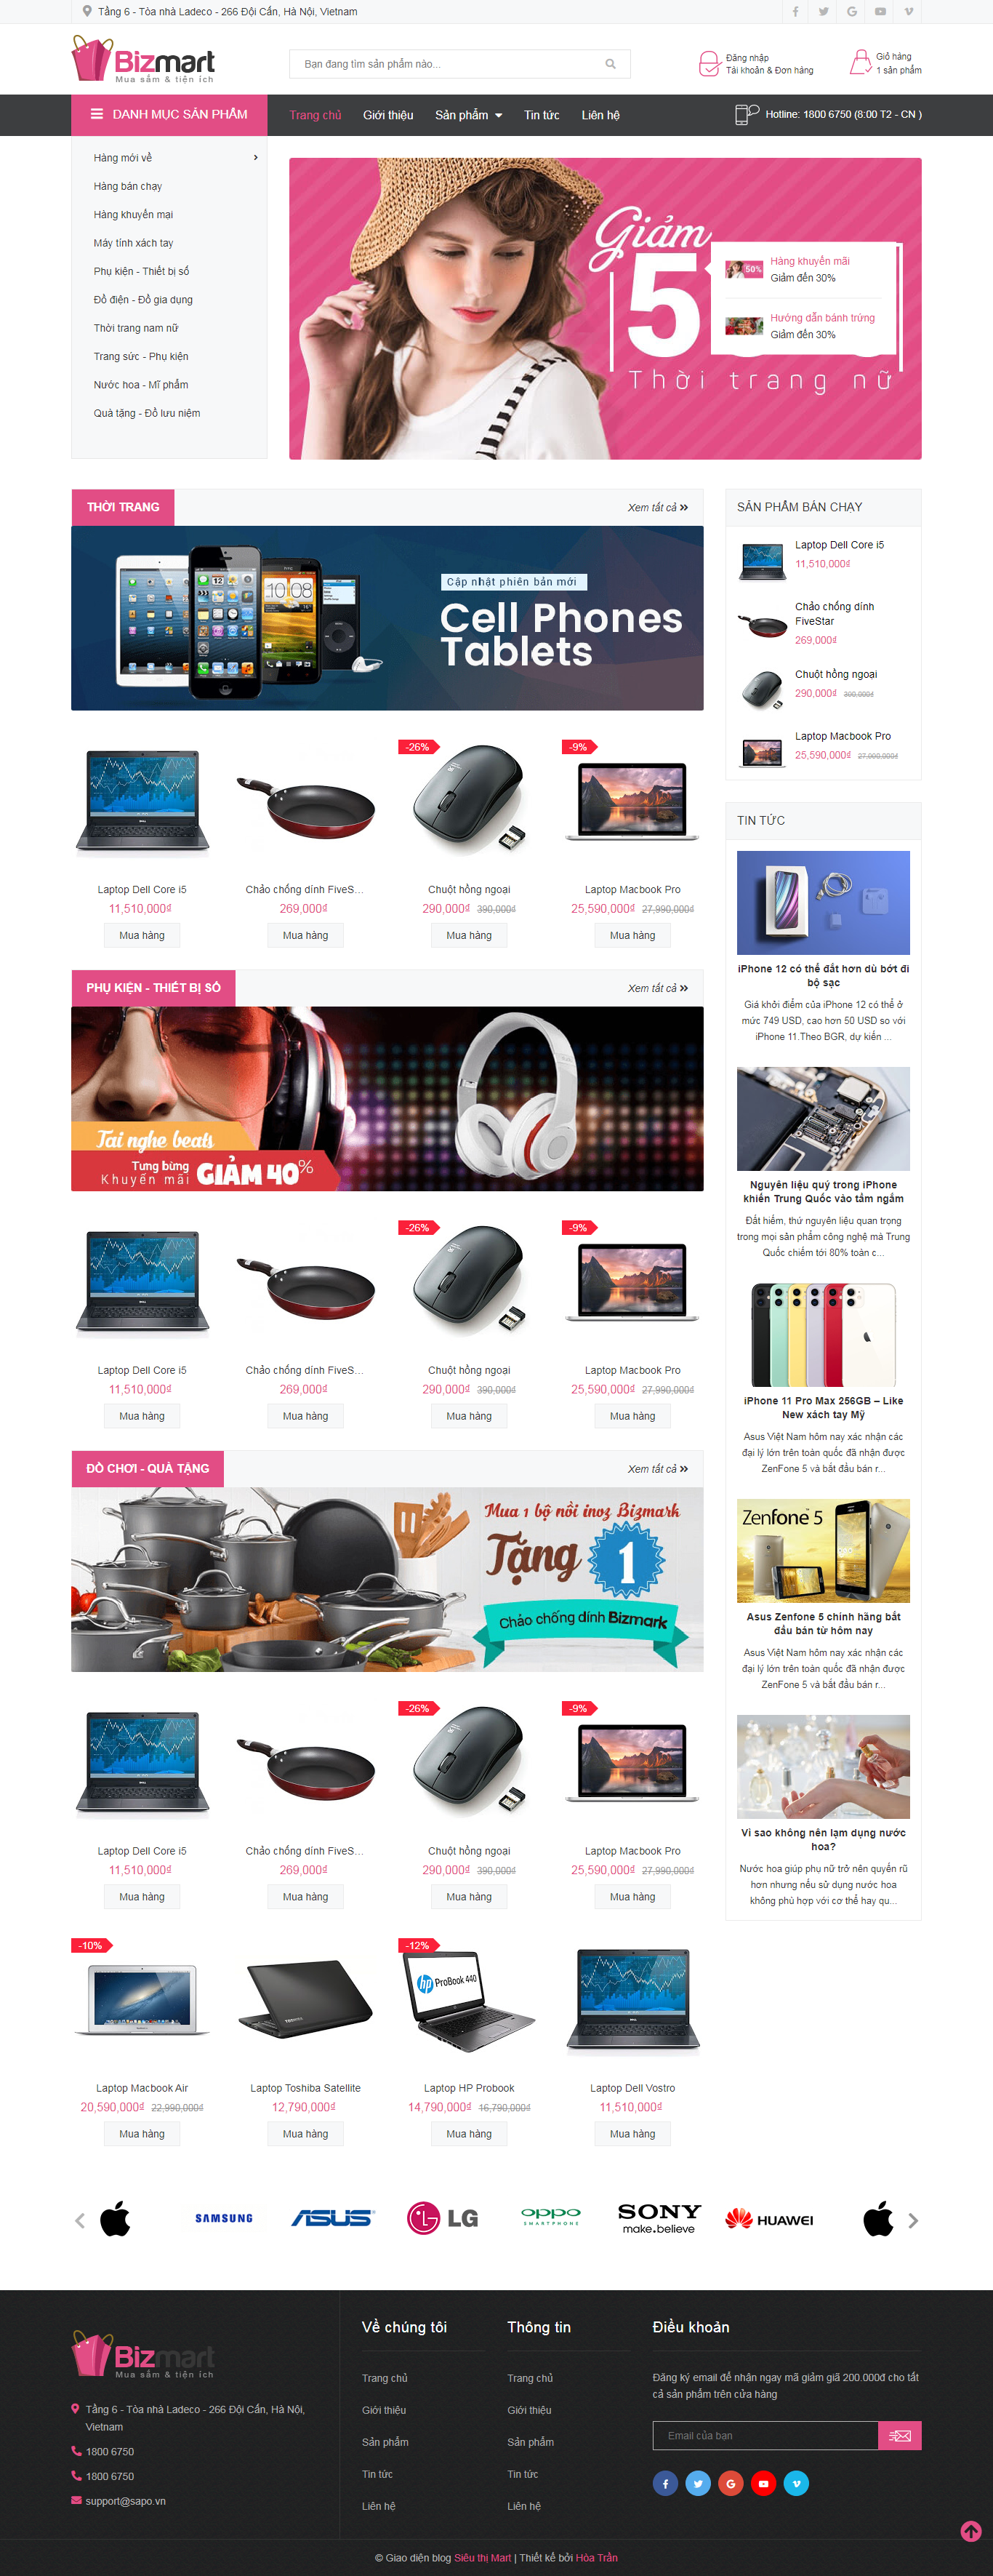 Tầng 6 - Tòa nhà Ladeco - 266 Đội Cấn, Hà Nội, Vietnam
Bizmart
Mua sắm & tiện ích
Bạn đang tìm sản phẩm nào...
Đăng nhập
Tài khoản & Đơn hàng
Giỏ hàng
1 sản phẩm
DANH MỤC SẢN PHẨM
Trang chủ
Giới thiệu
Sản phẩm
Tin tức
Liên hệ
Hotline: 1800 6750 (8:00 T2 - CN )
Hàng mới về
Hàng bán chạy
Hàng khuyến mại
Máy tính xách tay
Phụ kiện - Thiết bị số
Đồ điện - Đồ gia dụng
Thời trang nam nữ
Trang sức - Phụ kiện
Nước hoa - Mĩ phẩm
Quà tặng - Đồ lưu niệm
Giảm
5
50%
Hàng khuyến mãi
Giảm đến 30%
Hướng dẫn bánh trứng
Giảm đến 30%
Thời trang nữ
THỜI TRANG
Xem tất cả
Cập nhật phiên bản mới
Cell Phones
Tablets
Laptop Dell Core i5
11,510,000₫
Mua hàng
Chảo chống dính FiveS...
269,000₫
Mua hàng
-26%
Chuột hồng ngoại
290,000₫ 390,000₫
Mua hàng
-9%
Laptop Macbook Pro
25,590,000₫ 27,990,000₫
Mua hàng
PHỤ KIỆN - THIẾT BỊ SỐ
Xem tất cả
Tai nghe beats
Tưng bừng
Khuyến mãi
GIẢM 40%
Laptop Dell Core i5
11,510,000₫
Mua hàng
Chảo chống dính FiveS...
269,000₫
Mua hàng
-26%
Chuột hồng ngoại
290,000₫ 390,000₫
Mua hàng
-9%
Laptop Macbook Pro
25,590,000₫ 27,990,000₫
Mua hàng
ĐỒ CHƠI - QUÀ TẶNG
Xem tất cả
Mua 1 bộ nồi inoz Bizmark
Tặng
1
Chảo chống dính Bizmark
Laptop Dell Core i5
11,510,000₫
Mua hàng
Chảo chống dính FiveS...
269,000₫
Mua hàng
-26%
Chuột hồng ngoại
290,000₫ 390,000₫
Mua hàng
-9%
Laptop Macbook Pro
25,590,000₫ 27,990,000₫
Mua hàng
-10%
Laptop Macbook Air
20,590,000₫ 22,990,000₫
Mua hàng
TOSHIBA
Laptop Toshiba Satellite
12,790,000₫
Mua hàng
-12%
hp ProBook 440
Laptop HP Probook
14,790,000₫ 16,790,000₫
Mua hàng
Laptop Dell Vostro
11,510,000₫
Mua hàng
SẢN PHẨM BÁN CHẠY
Laptop Dell Core i5
11,510,000₫
Chảo chống dính
FiveStar
269,000₫
Chuột hồng ngoại
290,000₫ 390,000₫
Laptop Macbook Pro
25,590,000₫ 27,990,000₫
TIN TỨC
iPhone 12 có thể đắt hơn dù bớt đi
bộ sạc
Giá khởi điểm của iPhone 12 có thể ở
mức 749 USD, cao hơn 50 USD so với
iPhone 11.Theo BGR, dự kiến ...
Nguyên liệu quý trong iPhone
khiến Trung Quốc vào tầm ngắm
Đất hiếm, thứ nguyên liệu quan trọng
trong mọi sản phẩm công nghệ mà Trung
Quốc chiếm tới 80% toàn c...
iPhone 11 Pro Max 256GB – Like
New xách tay Mỹ
Asus Việt Nam hôm nay xác nhận các
đại lý lớn trên toàn quốc đã nhận được
ZenFone 5 và bắt đầu bán r...
Zenfone 5
Asus Zenfone 5 chính hãng bắt
đầu bán từ hôm nay
Asus Việt Nam hôm nay xác nhận các
đại lý lớn trên toàn quốc đã nhận được
ZenFone 5 và bắt đầu bán r...
Vì sao không nên lạm dụng nước
hoa?
Nước hoa giúp phụ nữ trở nên quyến rũ
hơn nhưng nếu sử dụng nước hoa
không phù hợp với cơ thể hay qu...
SAMSUNG
ASUS
LG
OPPO
SMARTPHONE
SONY
make.believe
HUAWEI
Bizmart
Mua sắm & tiện ích
Tầng 6 - Tòa nhà Ladeco - 266 Đội Cấn, Hà Nội,
Vietnam
1800 6750
1800 6750
support@sapo.vn
Về chúng tôi
Trang chủ
Giới thiệu
Sản phẩm
Tin tức
Liên hệ
Thông tin
Trang chủ
Giới thiệu
Sản phẩm
Tin tức
Liên hệ
Điều khoản
Đăng ký email để nhận ngay mã giảm giá 200.000đ cho tất
cả sản phẩm trên cửa hàng
Email của bạn
© Giao diện blog Siêu thị Mart | Thiết kế bởi Hòa Trần